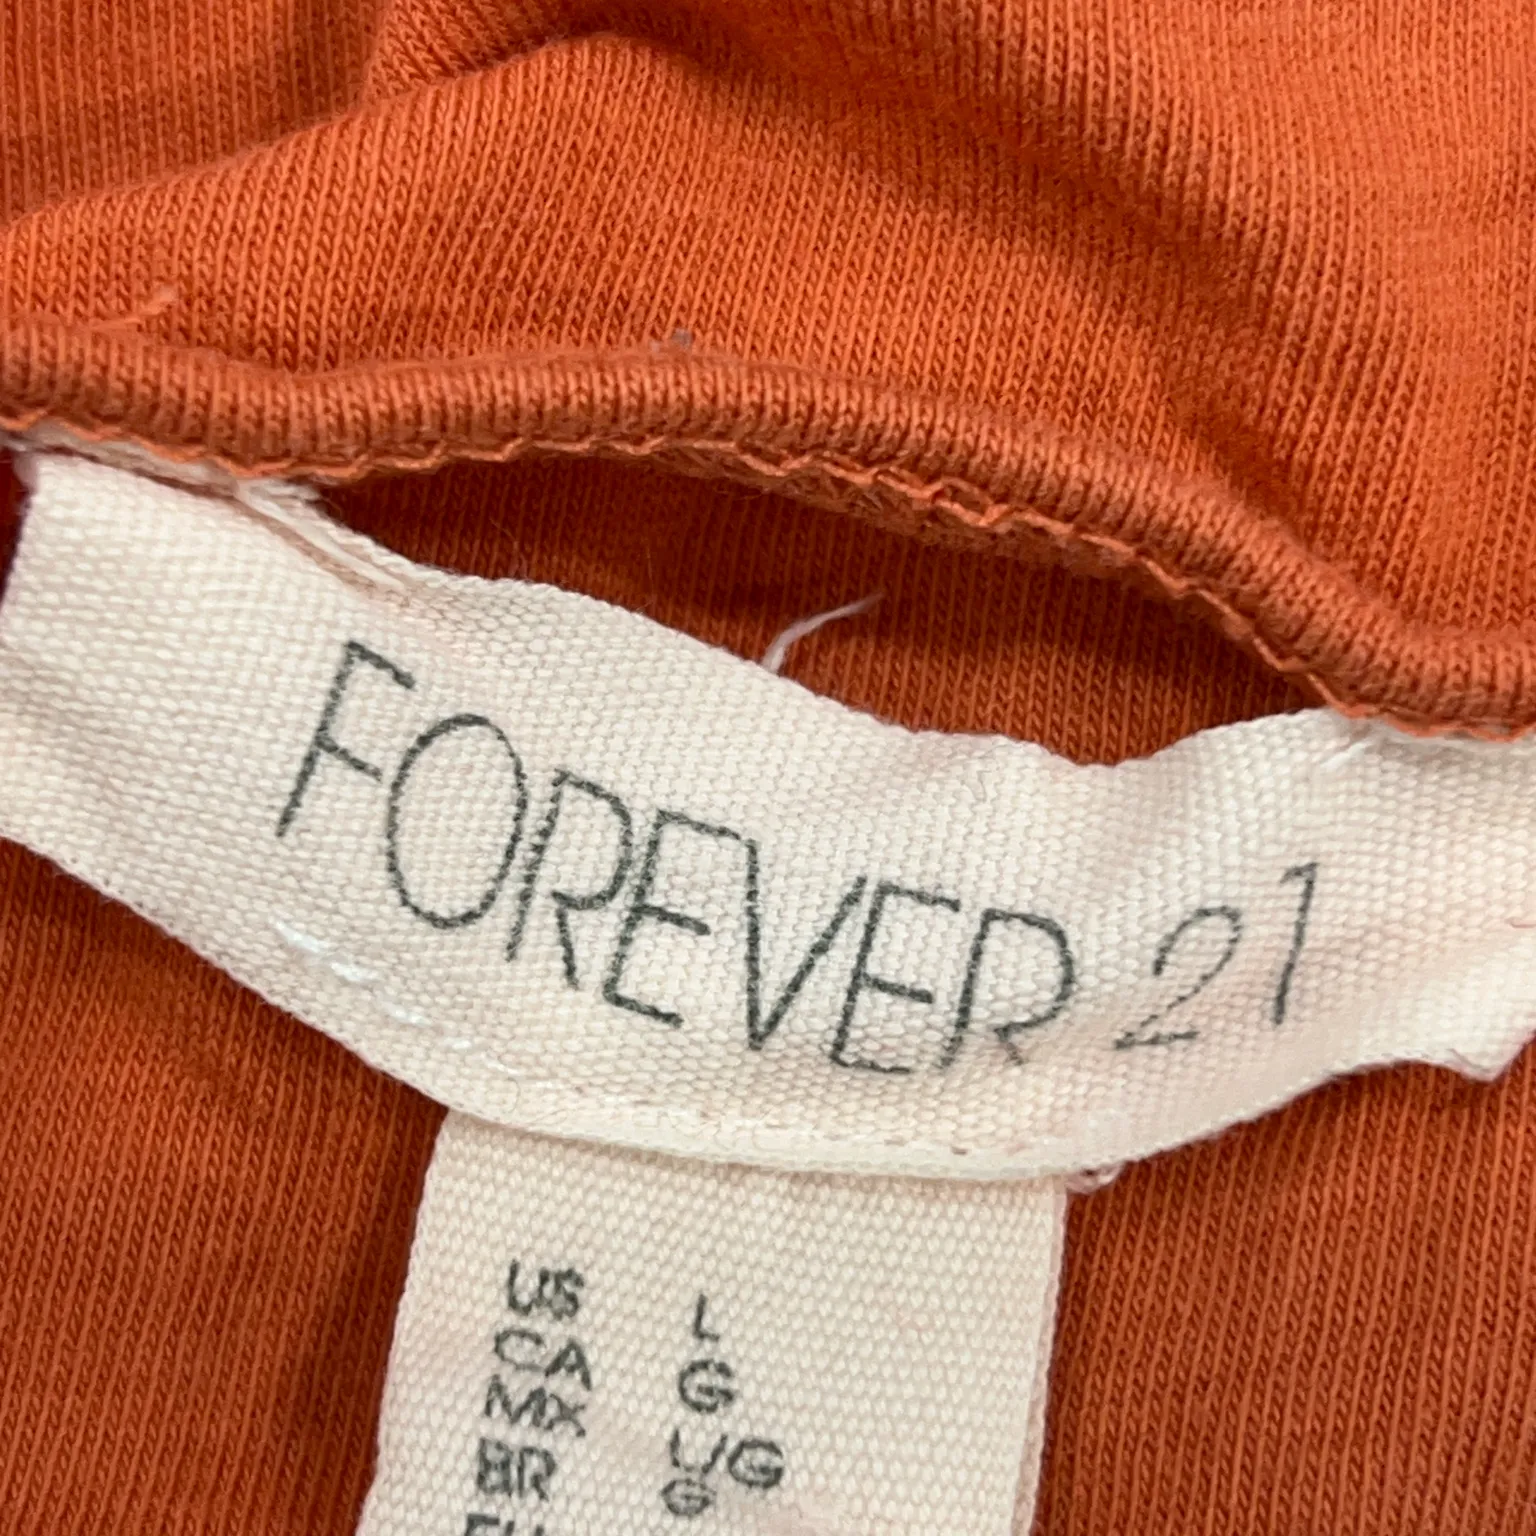 FOREVER 21
US L
CA G
MX UG
BR G